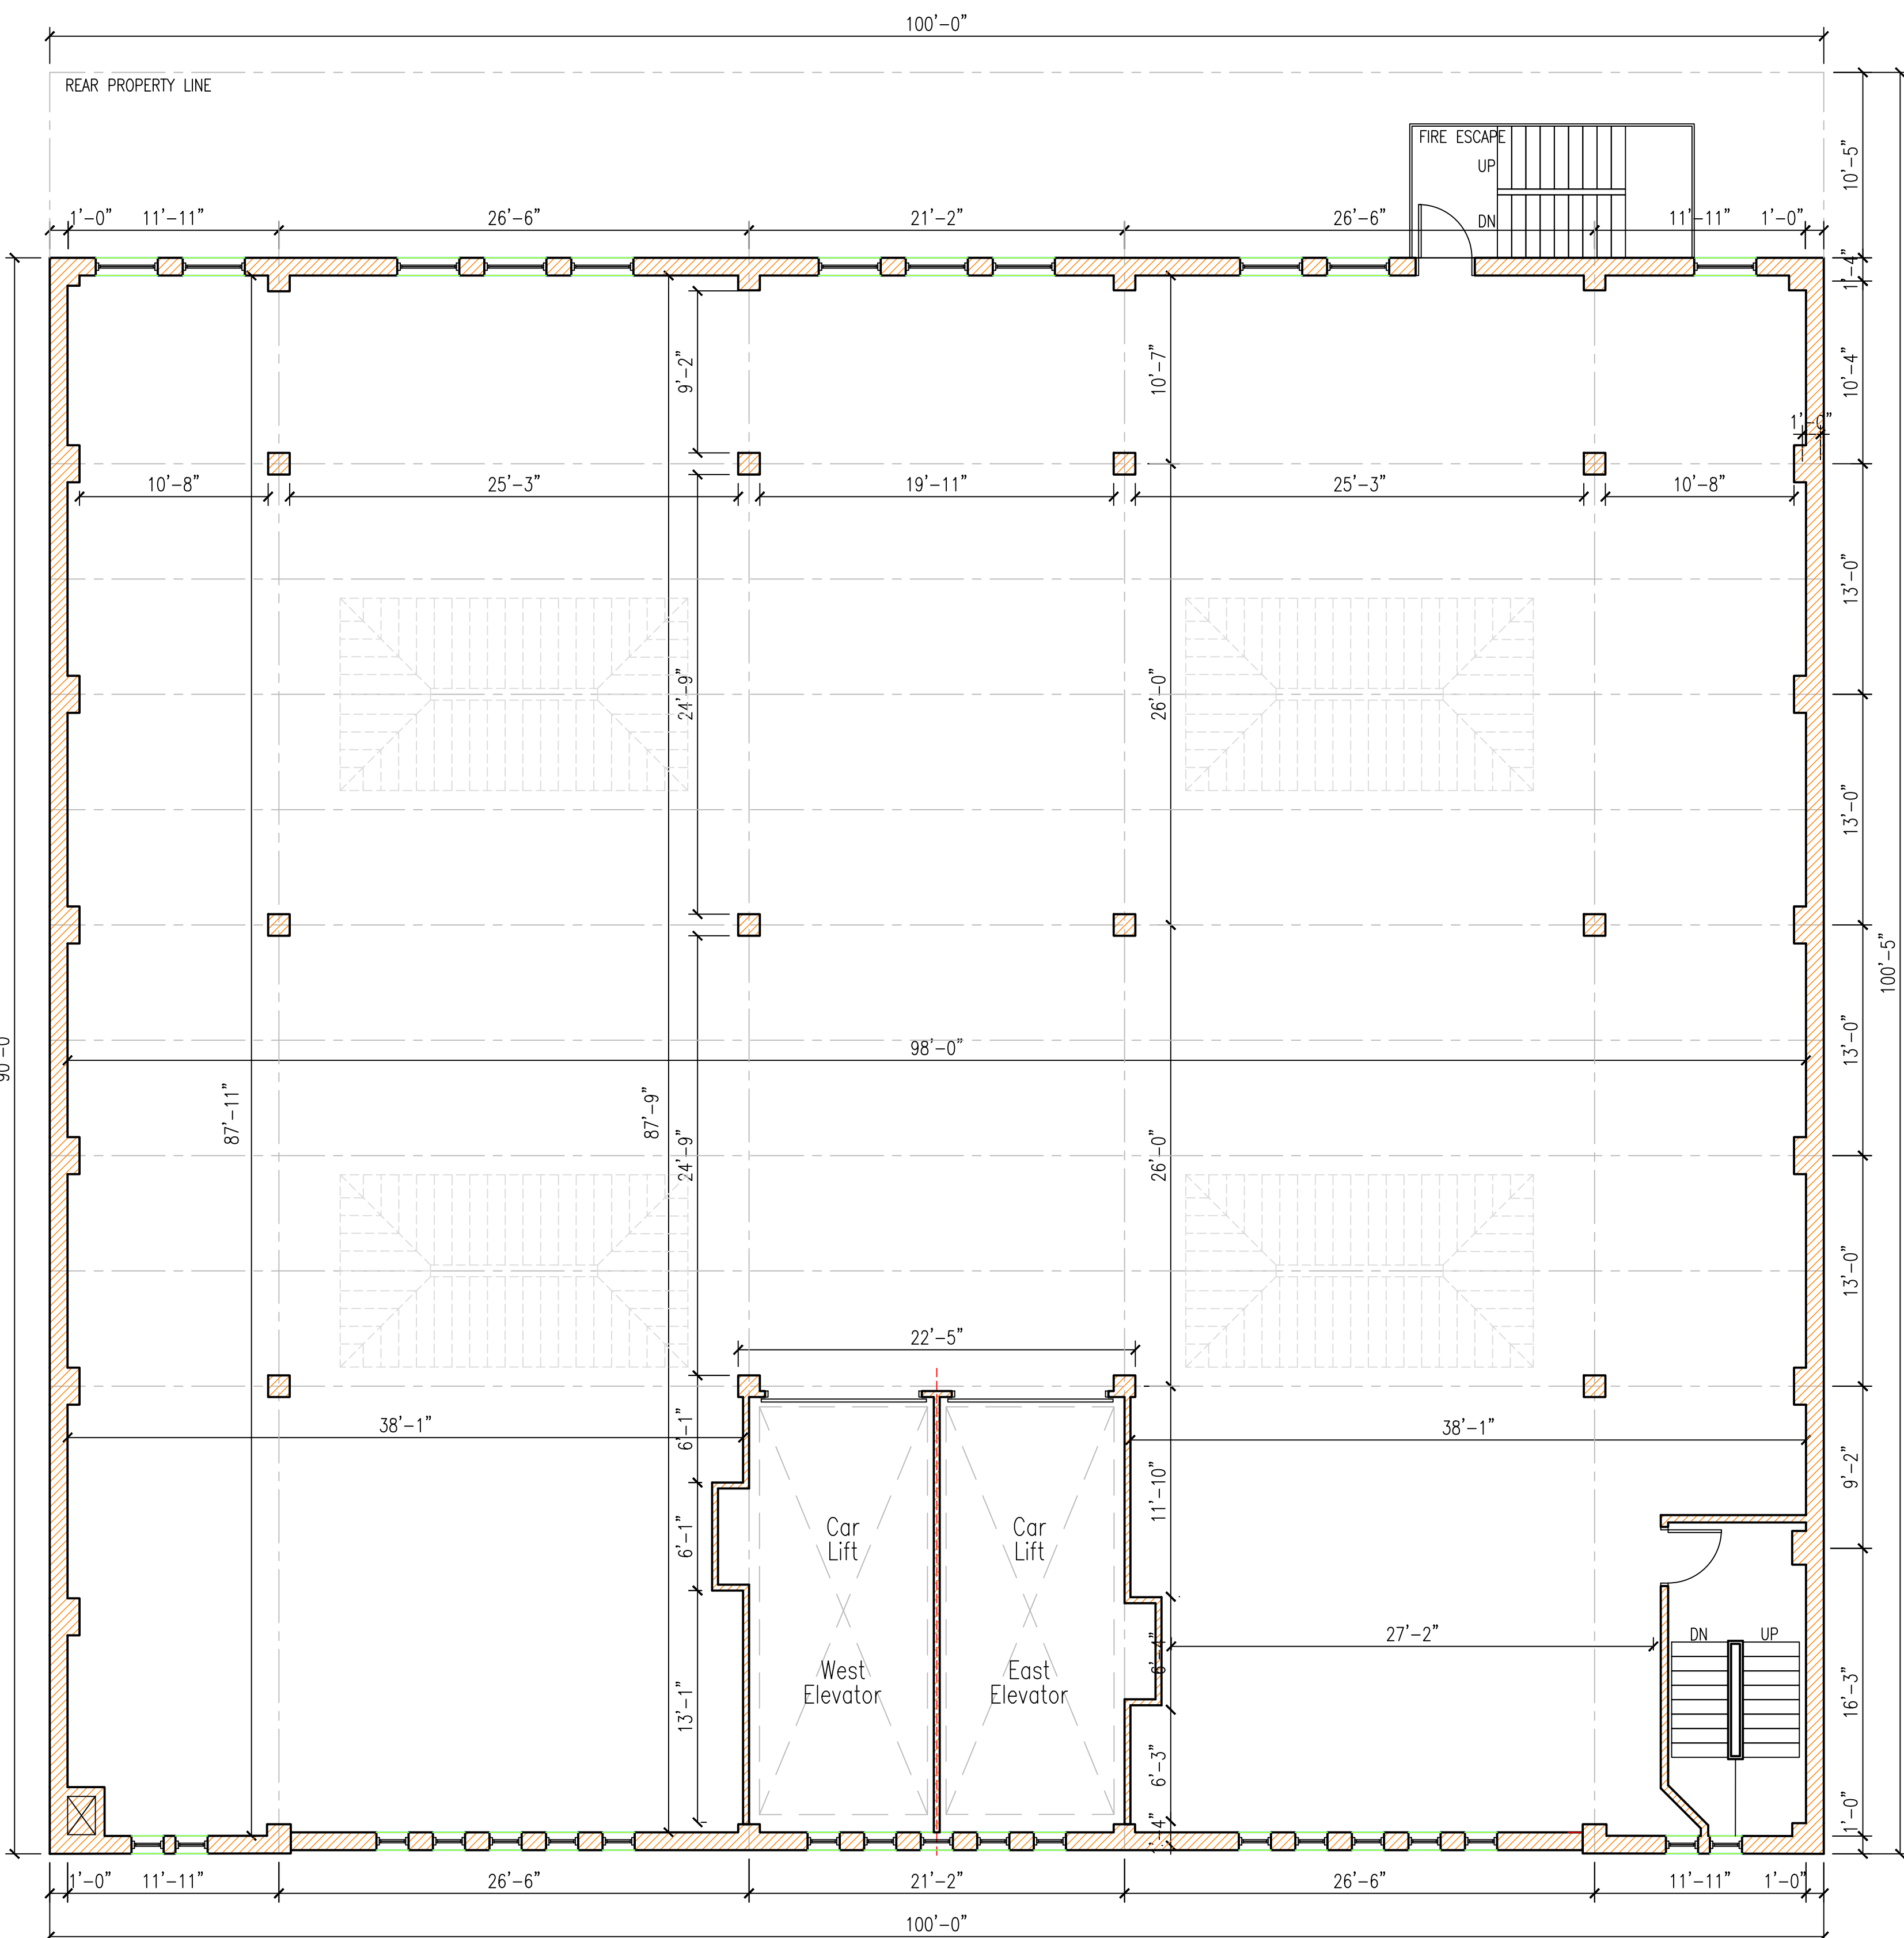 100'-0"
REAR PROPERTY LINE
FIRE ESCAPE
UP
DN
10'-5"
1'-0" 11'-11" 26'-6" 21'-2" 26'-6" 11'-11" 1'-0"
1'-4"
9'-2"
10'-7"
10'-4"
1'-0"
10'-8" 25'-3" 19'-11" 25'-3" 10'-8"
13'-0"
24'-9"
26'-0"
13'-0"
100'-5"
90'-0
98'-0"
13'-0"
87'-11"
87'-9"
24'-9"
26'-0"
13'-0"
22'-5"
38'-1"
6'-1"
38'-1"
11'-10"
9'-2"
6'-1"
Car
Lift
Car
Lift
27'-2"
6'-4"
DN UP
West
Elevator
East
Elevator
13'-1"
16'-3"
6'-3"
1'-0"
1'-0" 11'-11" 26'-6" 21'-2" 26'-6" 11'-11" 1'-0"
100'-0"